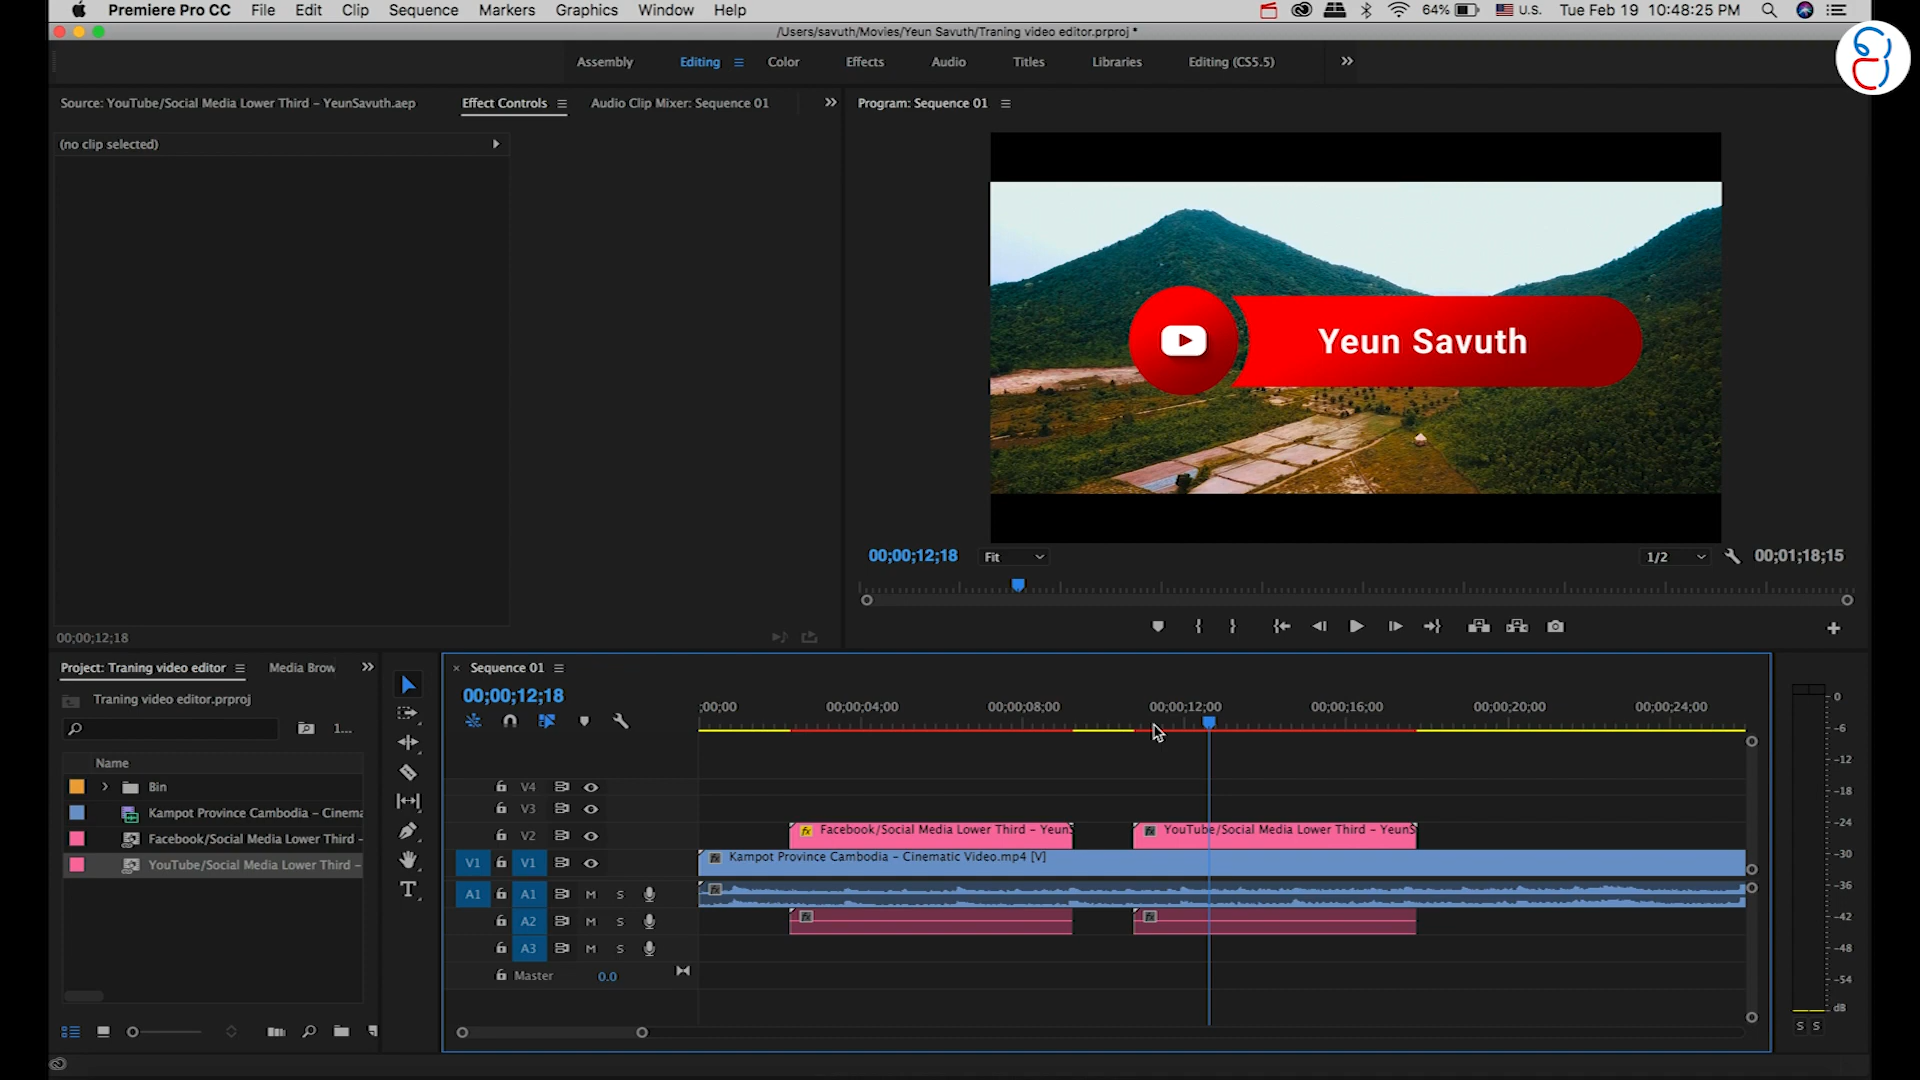 Premiere Pro CC File Edit Clip Sequence Markers Graphics Window Help 64% U.S. Tue Feb 19 10:48:25 PM
/Users/savuth/Movies/Yeun Savuth/Traning video editor.prproj *
Assembly Editing Color Effects Audio Titles Libraries Editing (CS5.5)
Source: YouTube/Social Media Lower Third – YeunSavuth.aep Effect Controls Audio Clip Mixer: Sequence 01
(no clip selected)
00;00;12;18
Program: Sequence 01
Yeun Savuth
00;00;12;18 Fit 1/2 00;01;18;15
Project: Traning video editor Media Brow
Traning video editor.prproj
1...
Name
Bin
Kampot Province Cambodia – Cinema
Facebook/Social Media Lower Third –
YouTube/Social Media Lower Third –
Sequence 01
00;00;12;18
;00;00 00;00;04;00 00;00;08;00 00;00;12;00 00;00;16;00 00;00;20;00 00;00;24;00
V4
V3
V2 fx Facebook/Social Media Lower Third – YeunS fx YouTube/Social Media Lower Third – YeunS
V1 V1 fx Kampot Province Cambodia – Cinematic Video.mp4 [V]
A1 A1 M S fx
A2 M S fx fx
A3 M S
Master 0.0
0
-6
-12
-18
-24
-30
-36
-42
-48
-54
dB
S S